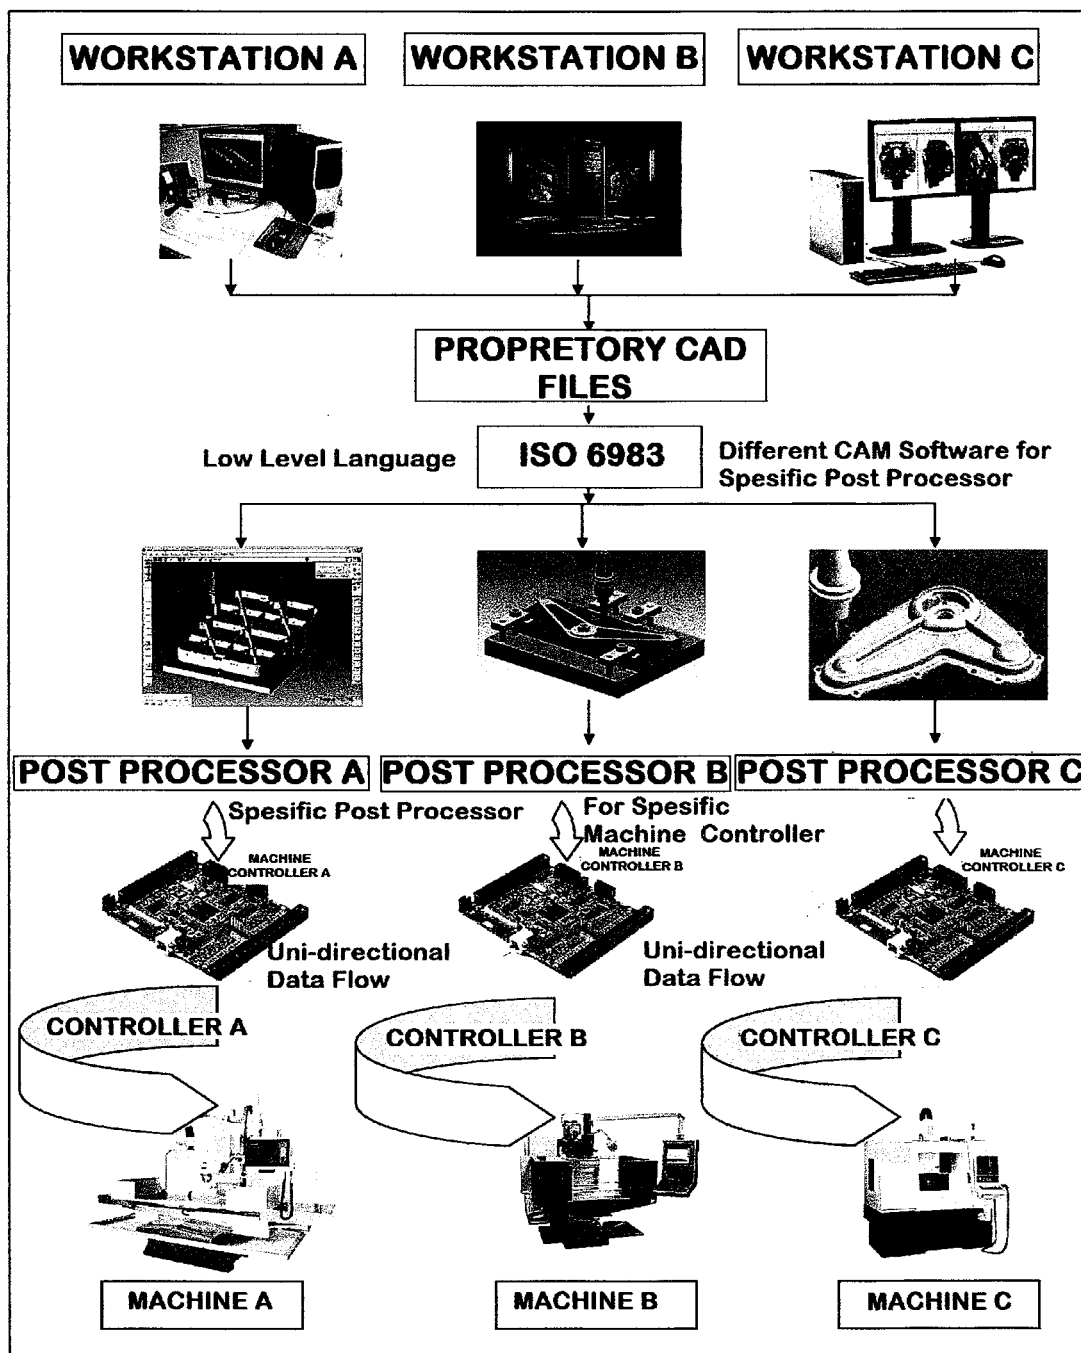 WORKSTATION A
WORKSTATION B
WORKSTATION C
PROPRETORY CAD
FILES
Low Level Language
ISO 6983
Different CAM Software for
Spesific Post Processor
POST PROCESSOR A
POST PROCESSOR B
POST PROCESSOR C
Spesific Post Processor
For Spesific
Machine Controller
MACHINE
CONTROLLER A
MACHINE
CONTROLLER B
MACHINE
CONTROLLER C
Uni-directional
Data Flow
Uni-directional
Data Flow
CONTROLLER A
CONTROLLER B
CONTROLLER C
MACHINE A
MACHINE B
MACHINE C